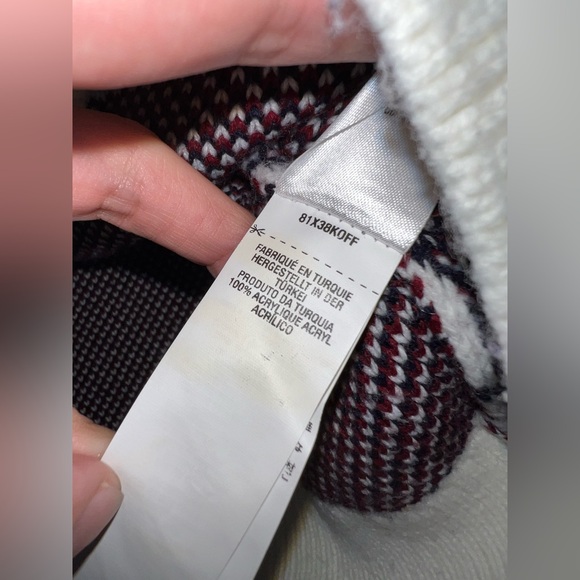 81X38KOFF
FABRIQUÉ EN TURQUIE
HERGESTELLT IN DER
TÜRKEI
PRODUTO DA TURQUIA
100% ACRYLIQUE ACRYL
ACRÍLICO